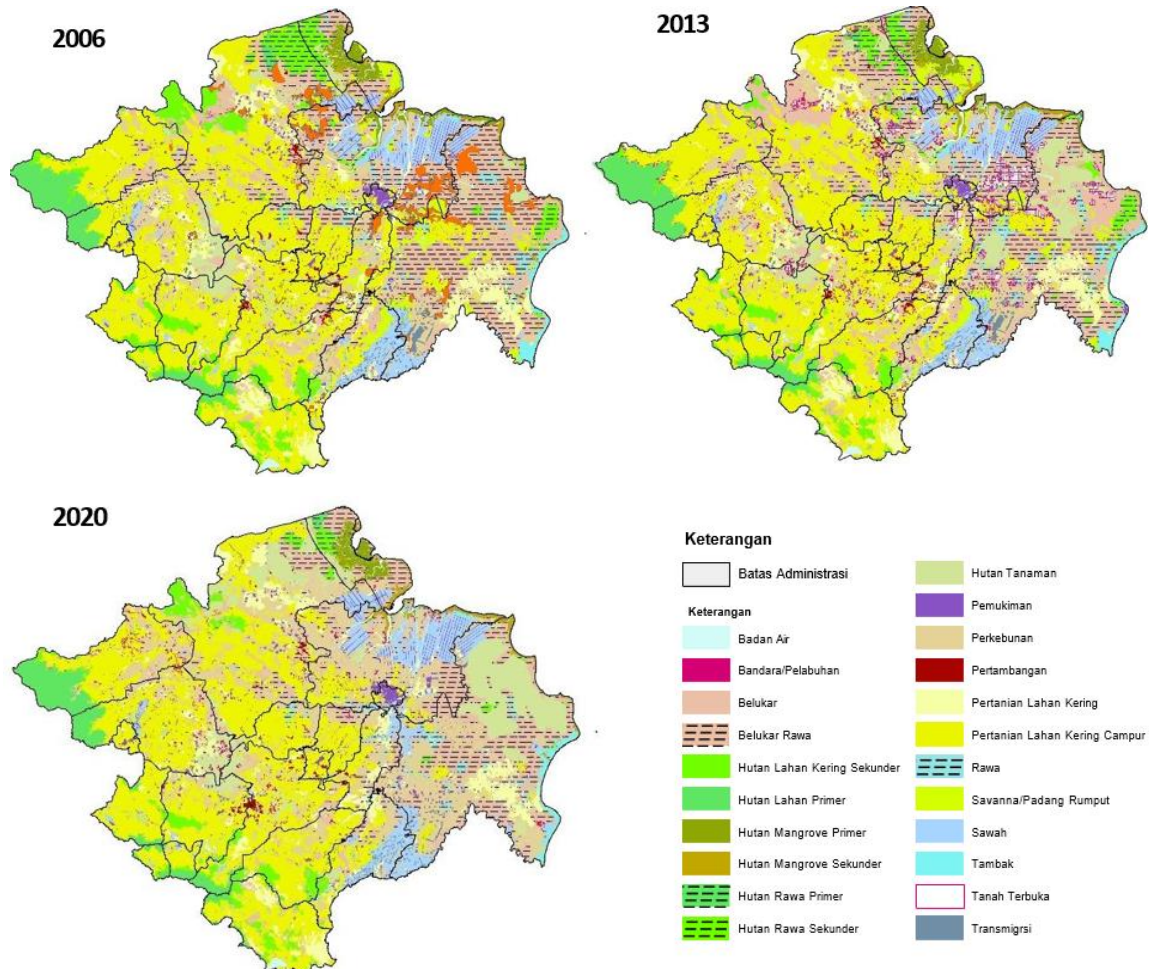 2006
2013
2020
Keterangan
Batas Administrasi
Keterangan
Badan Air
Bandara/Pelabuhan
Belukar
Belukar Rawa
Hutan Lahan Kering Sekunder
Hutan Lahan Primer
Hutan Mangrove Primer
Hutan Mangrove Sekunder
Hutan Rawa Primer
Hutan Rawa Sekunder
Hutan Tanaman
Pemukiman
Perkebunan
Pertambangan
Pertanian Lahan Kering
Pertanian Lahan Kering Campur
Rawa
Savanna/Padang Rumput
Sawah
Tambak
Tanah Terbuka
Transmigrsi